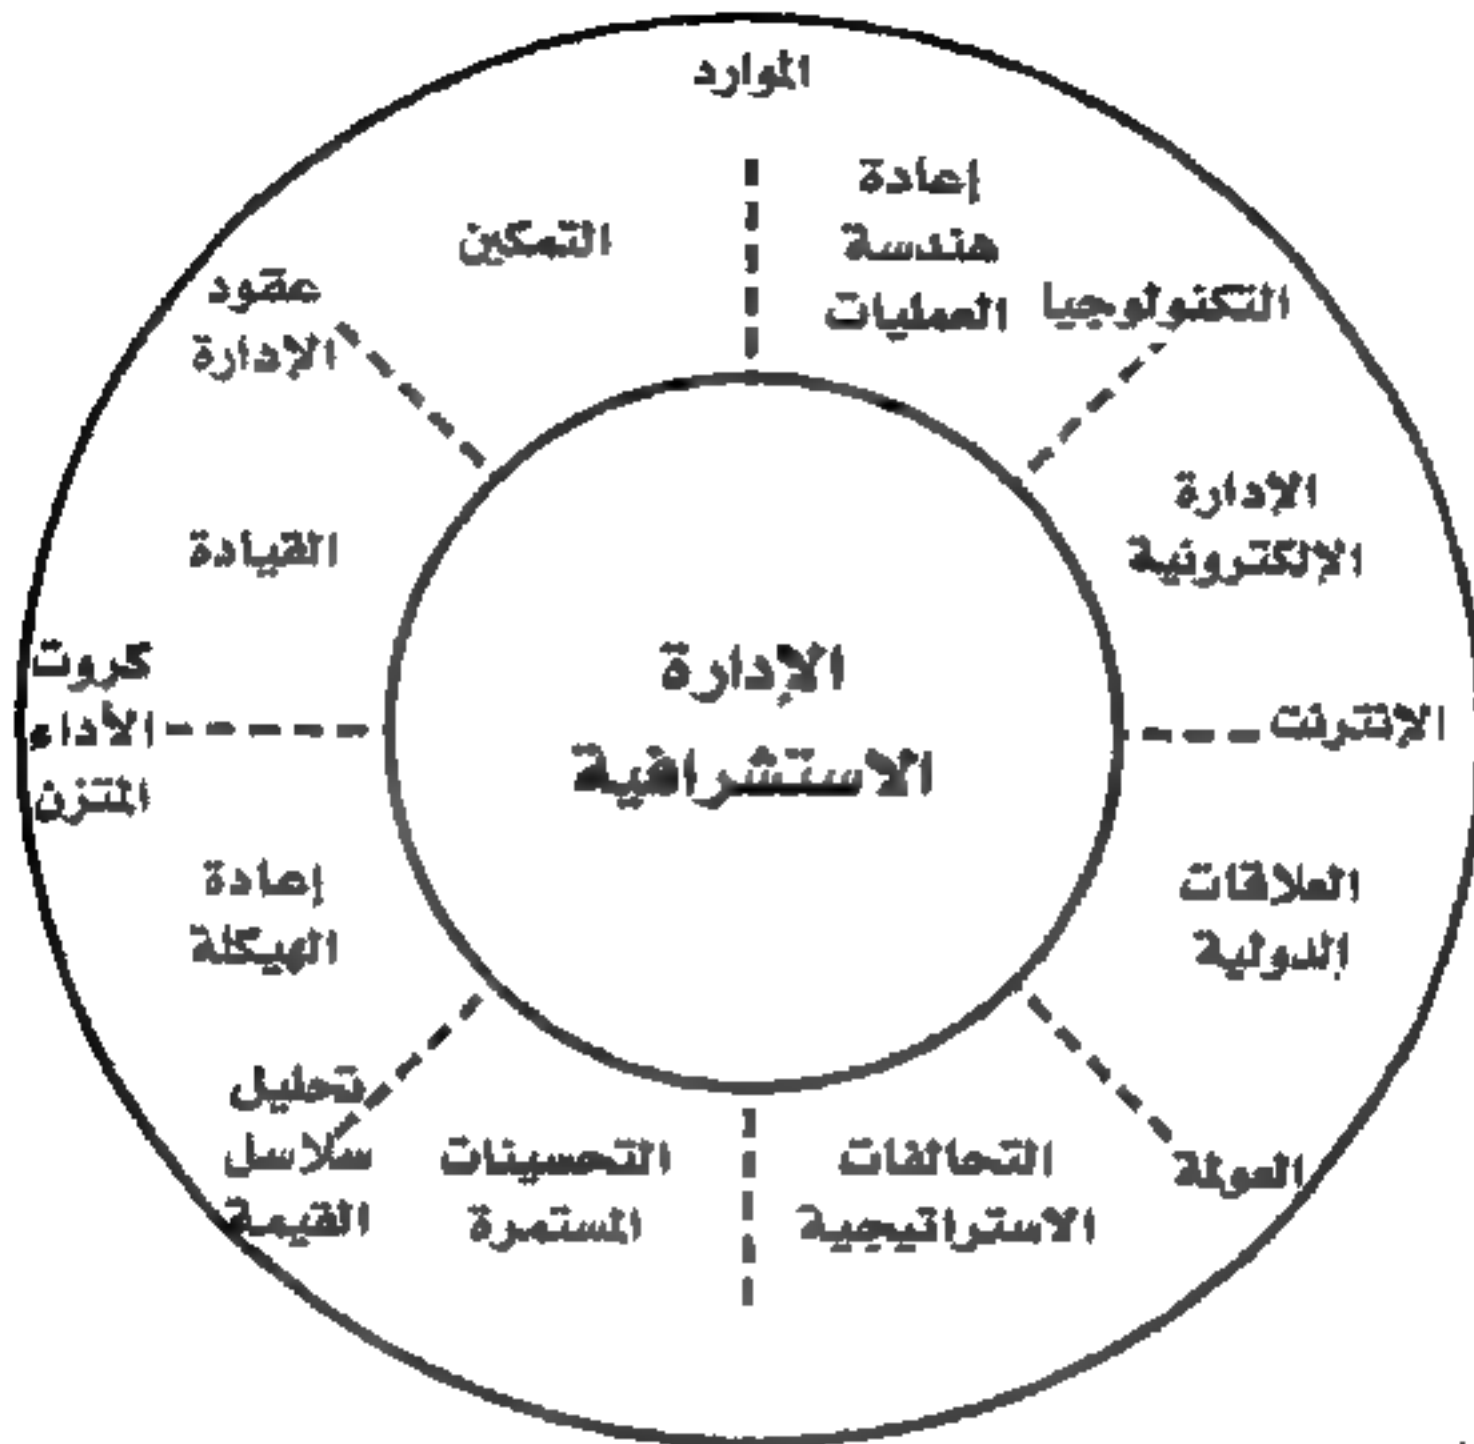 الموارد
إعادة
هندسة
العمليات
التكنولوجيا
الإدارة
الإلكترونية
الإنترنت
العلاقات
الدولية
العولمة
التحالفات
الاستراتيجية
التحسينات
المستمرة
تحليل
سلاسل
القيمة
إعادة
الهيكلة
كروت
الأداء
المتزن
القيادة
عقود
الإدارة
التمكين
الإدارة
الاستشرافية